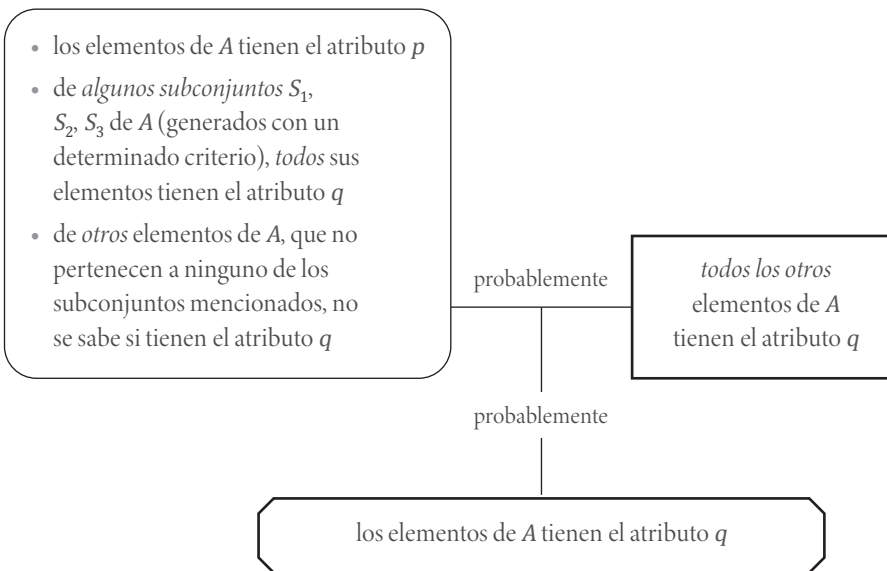 • los elementos de A tienen el atributo p
• de algunos subconjuntos S₁,
S₂, S₃ de A (generados con un
determinado criterio), todos sus
elementos tienen el atributo q
• de otros elementos de A, que no
pertenecen a ninguno de los
subconjuntos mencionados, no
se sabe si tienen el atributo q
probablemente
todos los otros
elementos de A
tienen el atributo q
probablemente
los elementos de A tienen el atributo q